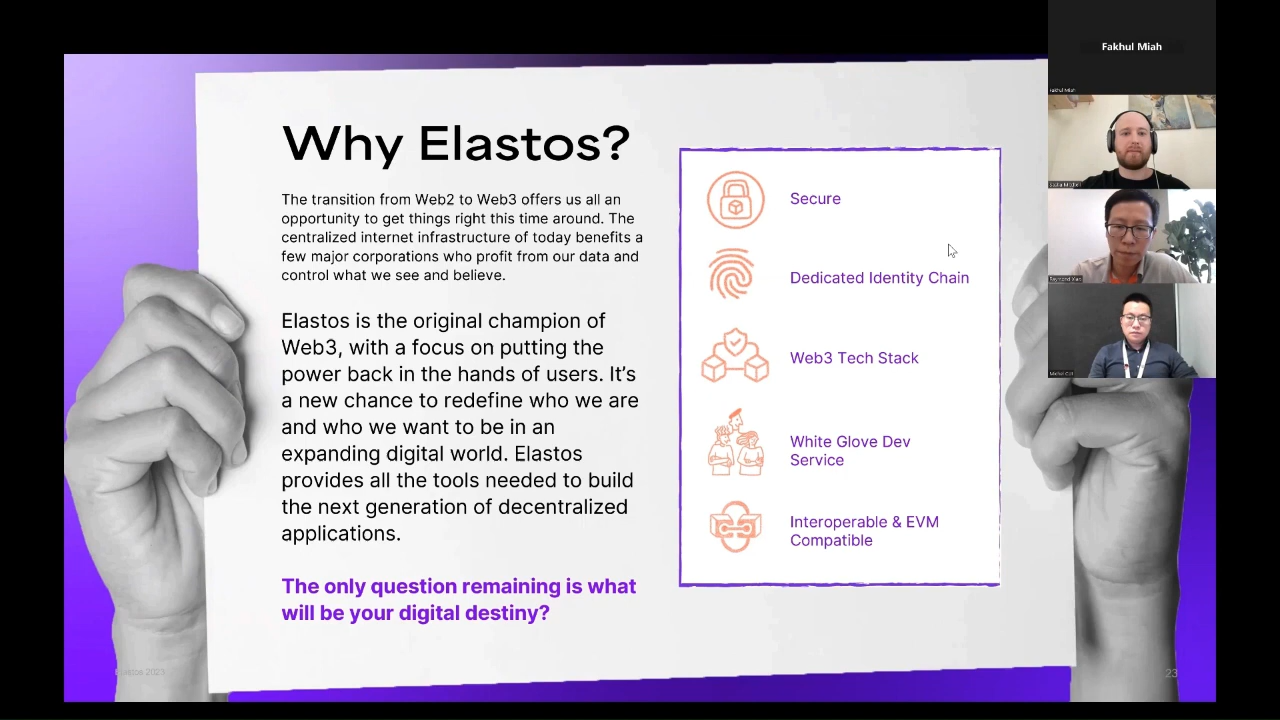 Why Elastos?
The transition from Web2 to Web3 offers us all an
opportunity to get things right this time around. The
centralized internet infrastructure of today benefits a
few major corporations who profit from our data and
control what we see and believe.
Elastos is the original champion of
Web3, with a focus on putting the
power back in the hands of users. It’s
a new chance to redefine who we are
and who we want to be in an
expanding digital world. Elastos
provides all the tools needed to build
the next generation of decentralized
applications.
The only question remaining is what
will be your digital destiny?
Secure
Dedicated Identity Chain
Web3 Tech Stack
White Glove Dev
Service
Interoperable & EVM
Compatible
Elastos 2023
23
Fakhul Miah
Fakhul Miah